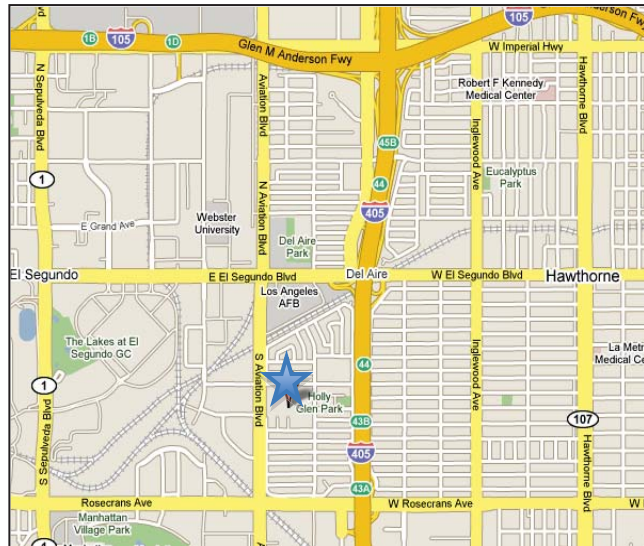 1B
105
1D
Glen M Anderson Fwy
105
W Imperial Hwy
N Sepulveda Blvd
Aviation Blvd
Robert F Kennedy
Medical Center
Hawthorne Blvd
Inglewood Ave
45B
1
44
Eucalyptus
Park
N Aviation Blvd
405
Webster
University
E Grand Ave
Del Aire
Park
El Segundo
E El Segundo Blvd
Del Aire
W El Segundo Blvd
Hawthorne
Los Angeles
AFB
The Lakes at El
Segundo GC
S Aviation Blvd
44
Inglewood Ave
La Met
Medical C
1
Holly
Glen Park
S Sepulveda Blvd
43B
107
405
Hawthorne Blvd
43A
Rosecrans Ave
W Rosecrans Ave
W
Manhattan
Village Park